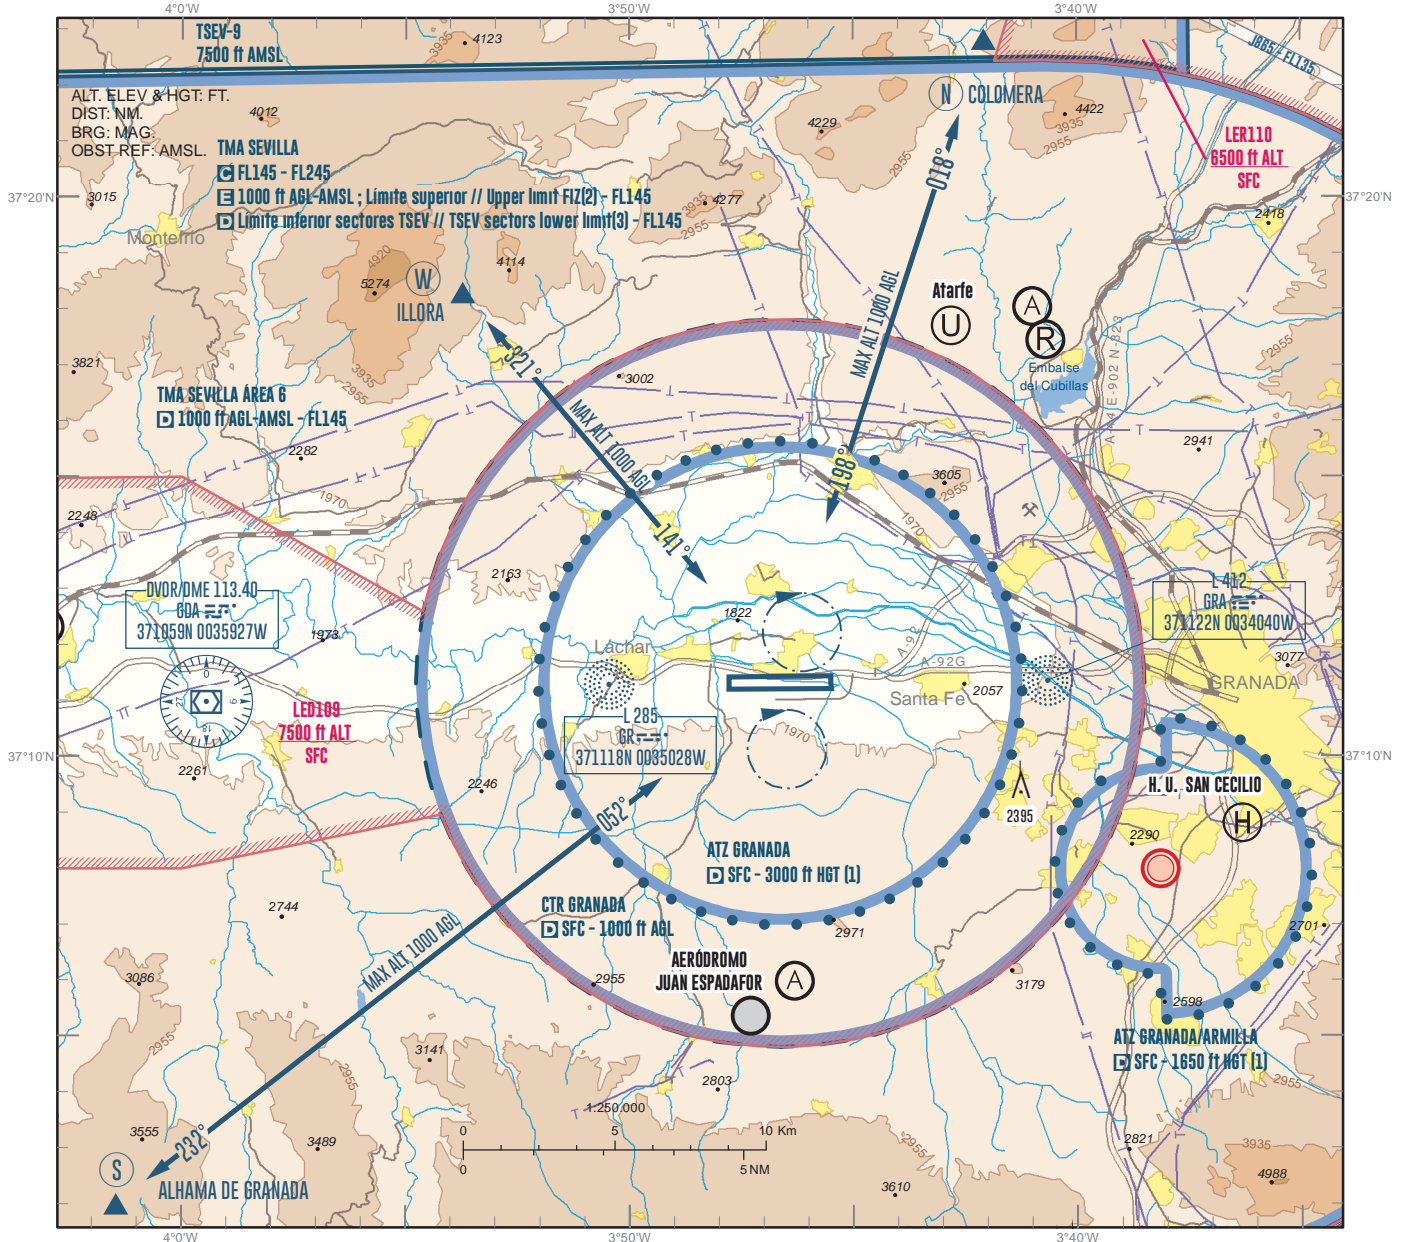 4°0'W
3°50'W
3°40'W
TSEV-9
7500 ft AMSL
3935
4123
J865 - FL135
ALT. ELEV & HGT: FT.
DIST: NM.
BRG: MAG.
OBST REF: AMSL.
4012
N COLOMERA
4229
4422
3935
2955
2955
LER110
6500 ft ALT
SFC
TMA SEVILLA
C FL145 - FL245
E 1000 ft AGL-AMSL ; Límite superior // Upper limit FIZ(2) - FL145
D Límite inferior sectores TSEV // TSEV sectors lower limit(3) - FL145
018°
37°20'N
37°20'N
3015
3935
4277
2955
2418
Montefrío
4920
4114
5274
W
ILLORA
MAX ALT 1000 AGL
Atarfe
U
A
R
321°
3821
3935
2955
3002
2955
Embalse
del Cubillas
A-44 E-902 N-323
TMA SEVILLA ÁREA 6
D 1000 ft AGL-AMSL - FL145
MAX ALT 1000 AGL
2282
2941
198°
3605
2955
1970
1970
2248
141°
2163
DVOR/DME 113.40
GDA
371059N 0035927W
L 412
GRA
371122N 0034040W
1973
1822
Láchar
A-92
A-92G
3077
GRANADA
Santa Fe
2057
0
9
18
27
LED109
7500 ft ALT
SFC
L 285
GR
371118N 0035028W
1970
37°10'N
37°10'N
2261
2246
H. U. SAN CECILIO
H
2395
2290
052°
ATZ GRANADA
D SFC - 3000 ft HGT (1)
CTR GRANADA
D SFC - 1000 ft AGL
2744
2971
2701
MAX ALT 1000 AGL
AERÓDROMO
JUAN ESPADAFOR
A
3086
2955
3179
2598
2955
3141
2955
ATZ GRANADA/ARMILLA
D SFC - 1650 ft HGT (1)
2803
2955
1:250.000
0
5
10 Km
0
5 NM
3555
232°
3489
2955
2821
3935
4988
S
ALHAMA DE GRANADA
3610
4°0'W
3°50'W
3°40'W